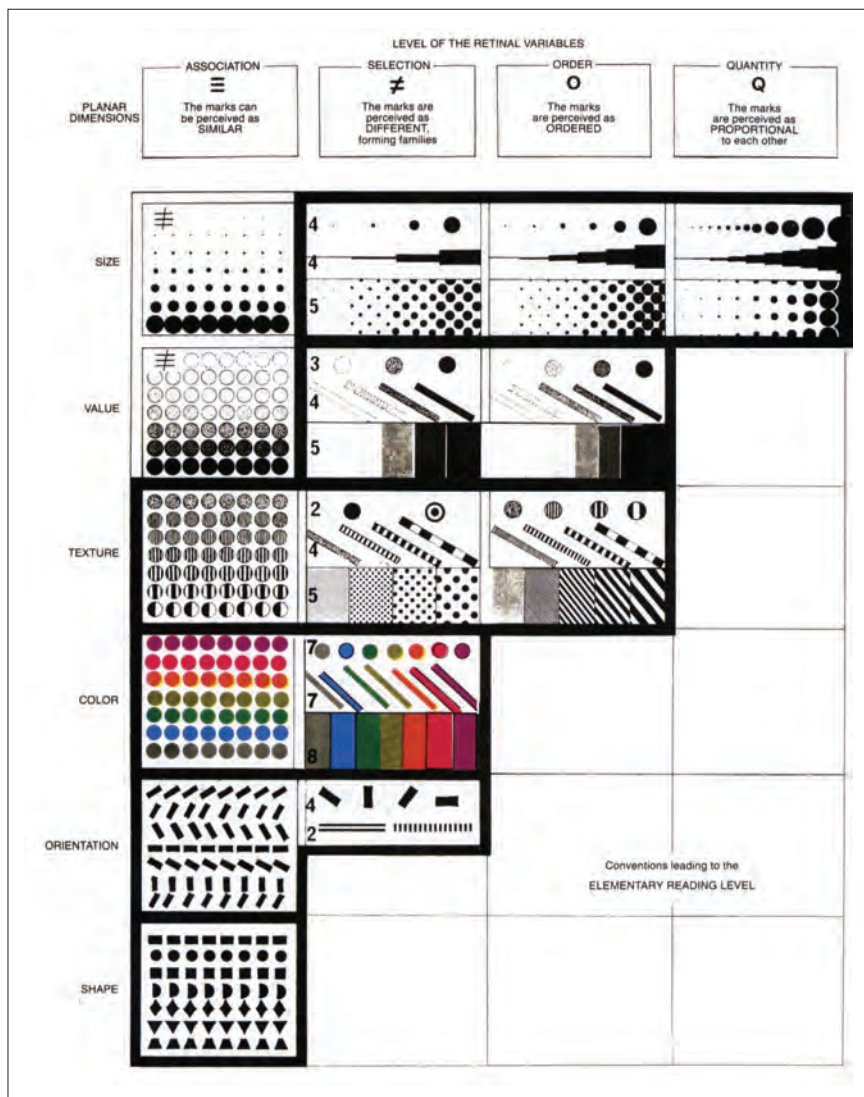 LEVEL OF THE RETINAL VARIABLES
PLANAR
DIMENSIONS
ASSOCIATION
≡
The marks can
be perceived as
SIMILAR
SELECTION
≠
The marks are
perceived as
DIFFERENT,
forming families
ORDER
O
The marks
are perceived as
ORDERED
QUANTITY
Q
The marks
are perceived as
PROPORTIONAL
to each other
SIZE
4
4
5
VALUE
3
4
5
TEXTURE
2
4
5
COLOR
7
7
8
ORIENTATION
4
2
Conventions leading to the
ELEMENTARY READING LEVEL
SHAPE